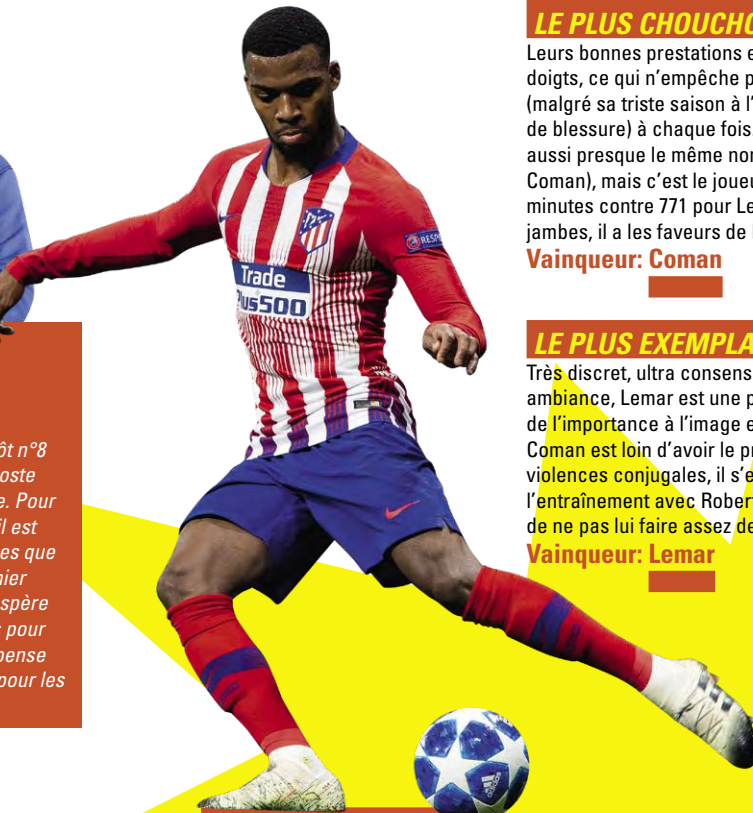 LE PLUS CHOUCHO
Leurs bonnes prestations e
doigts, ce qui n'empêche p
(malgré sa triste saison à l'
de blessure) à chaque fois.
aussi presque le même no
Coman), mais c'est le joueu
minutes contre 771 pour Le
jambes, il a les faveurs de
Vainqueur: Coman
LE PLUS EXEMPLA
Très discret, ultra consens
ambiance, Lemar est une p
de l'importance à l'image e
Coman est loin d'avoir le pr
violences conjugales, il s'e
l'entraînement avec Rober
de ne pas lui faire assez de
Vainqueur: Lemar
ôt n°8
oste
e. Pour
il est
es que
nier
spère
pour
pense
pour les
Trade
Plus500
RESP
adidas